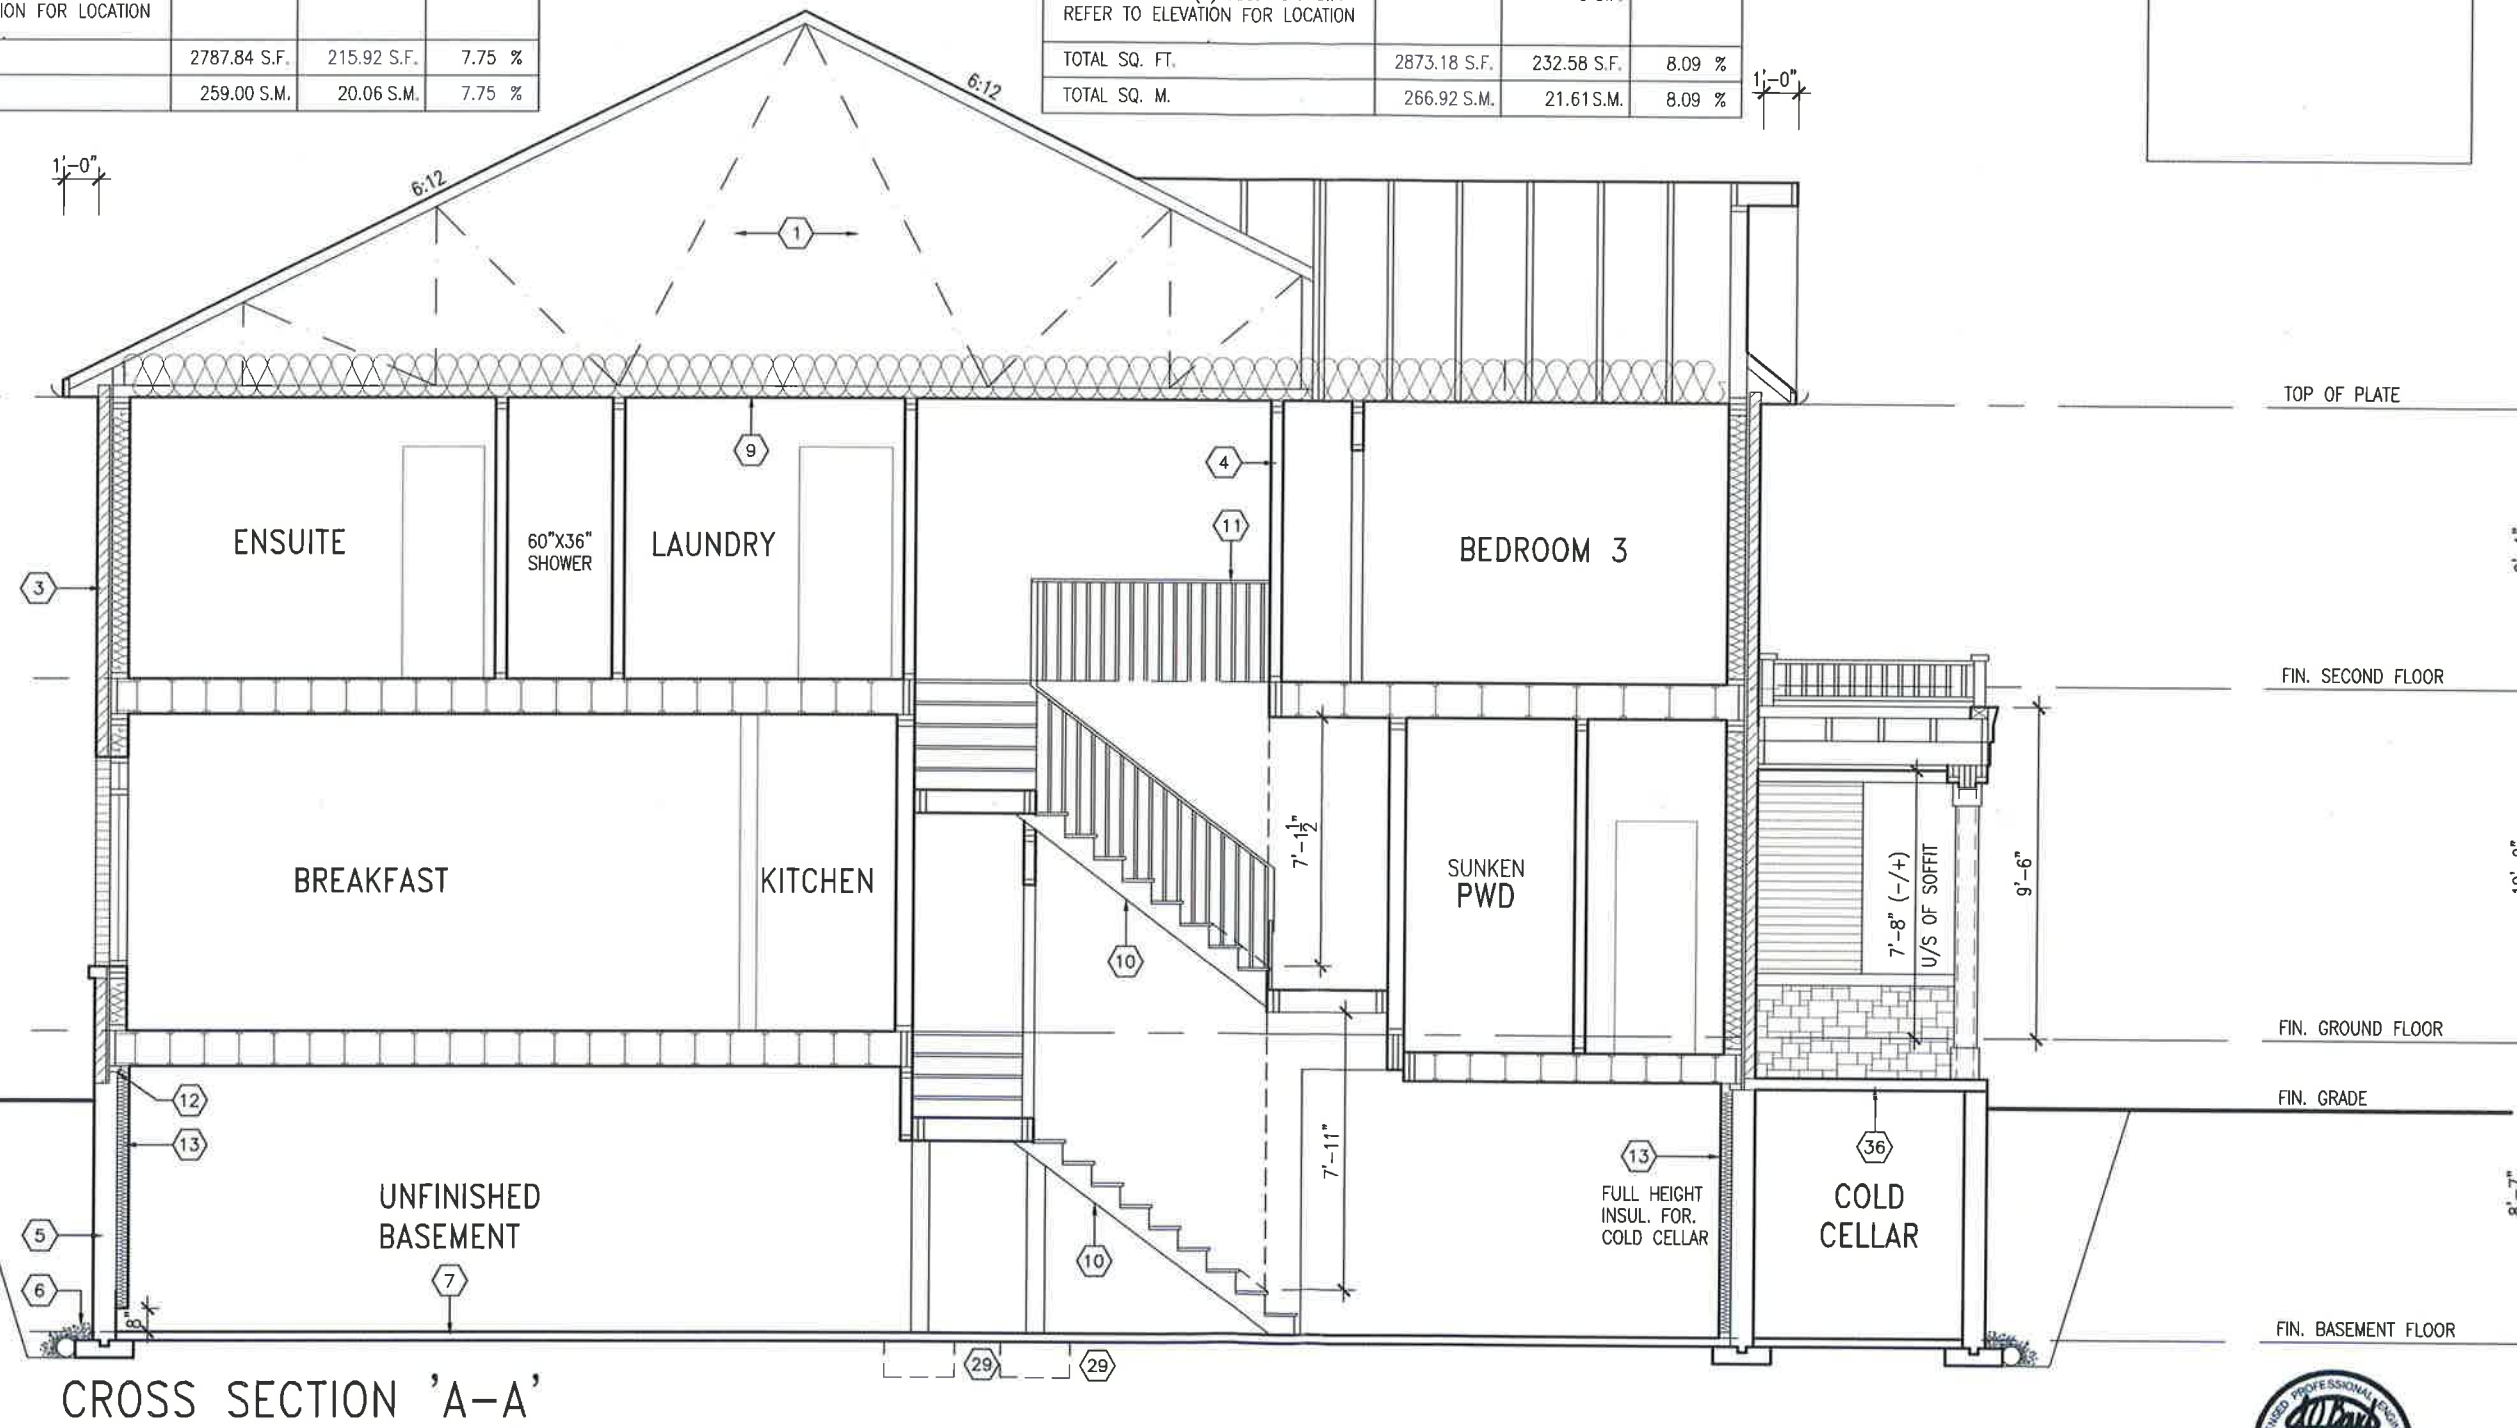 ION FOR LOCATION
2787.84 S.F. 215.92 S.F. 7.75 %
259.00 S.M. 20.06 S.M. 7.75 %
REFER TO ELEVATION FOR LOCATION
TOTAL SQ. FT. 2873.18 S.F. 232.58 S.F. 8.09 %
TOTAL SQ. M. 266.92 S.M. 21.61 S.M. 8.09 %
1'-0"
1'-0"
6:12
6:12
1
TOP OF PLATE
9
4
11
ENSUITE
60"X36"
SHOWER
LAUNDRY
BEDROOM 3
3
FIN. SECOND FLOOR
BREAKFAST
KITCHEN
10
7'-1 1/2"
SUNKEN
PWD
7'-8" (-/+)
U/S OF SOFFIT
9'-6"
FIN. GROUND FLOOR
FIN. GRADE
12
13
7'-11"
13
36
FULL HEIGHT
INSUL. FOR.
COLD CELLAR
COLD
CELLAR
8'-7"
UNFINISHED
BASEMENT
5
10
6
7
8"
FIN. BASEMENT FLOOR
29
29
CROSS SECTION 'A-A'
PROFESSIONAL